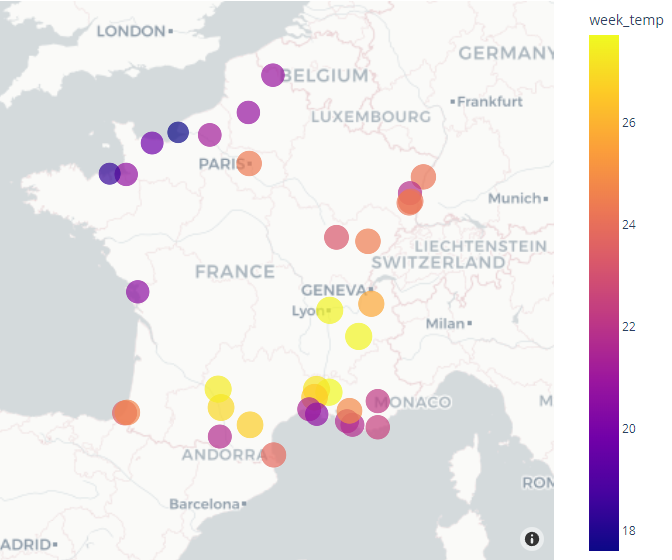 week_temp
LONDON
GERMANY
BELGIUM
Frankfurt
LUXEMBOURG
26
PARIS
Munich
24
LIECHTENSTEIN
SWITZERLAND
FRANCE
GENEVA
Lyon
Milan
22
MONACO
M
20
ANDORRA
ROM
Barcelona
18
ADRID